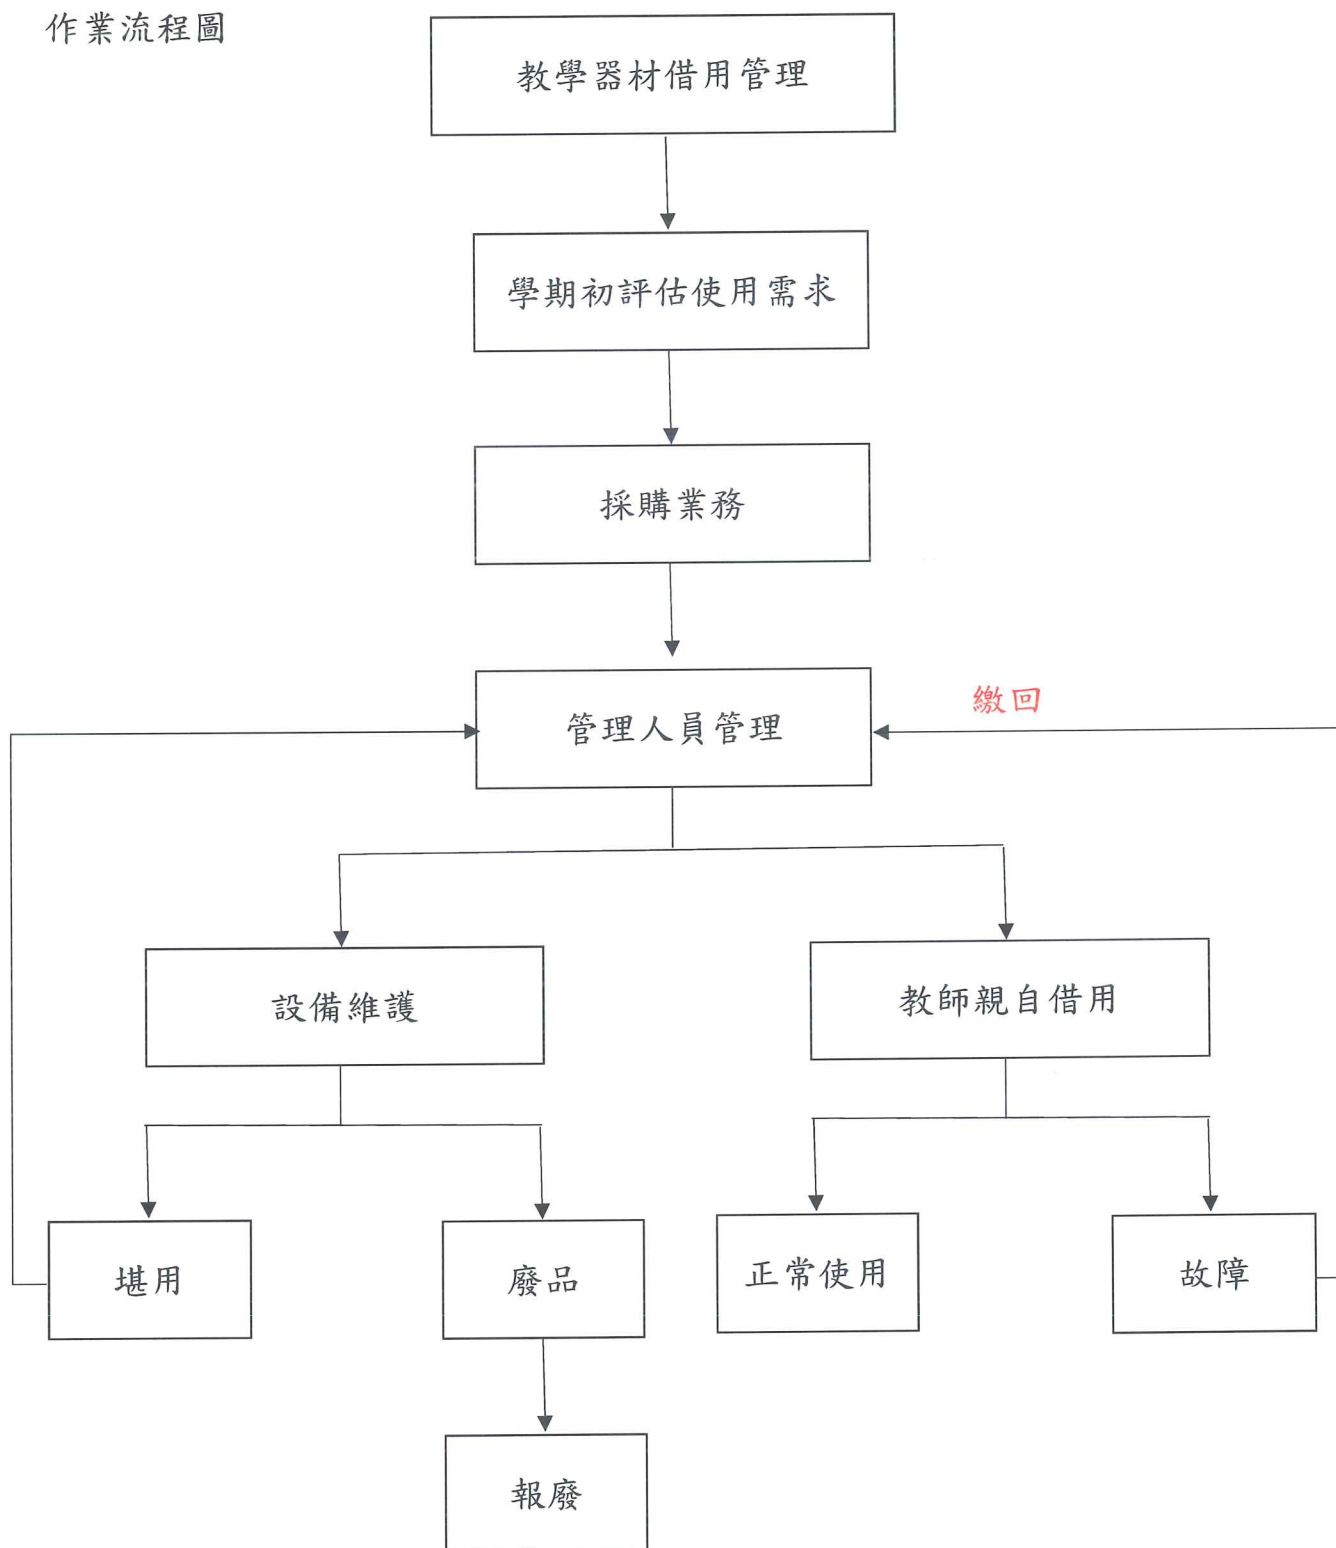 作業流程圖
教學器材借用管理
學期初評估使用需求
採購業務
繳回
管理人員管理
設備維護
教師親自借用
堪用
廢品
正常使用
故障
報廢